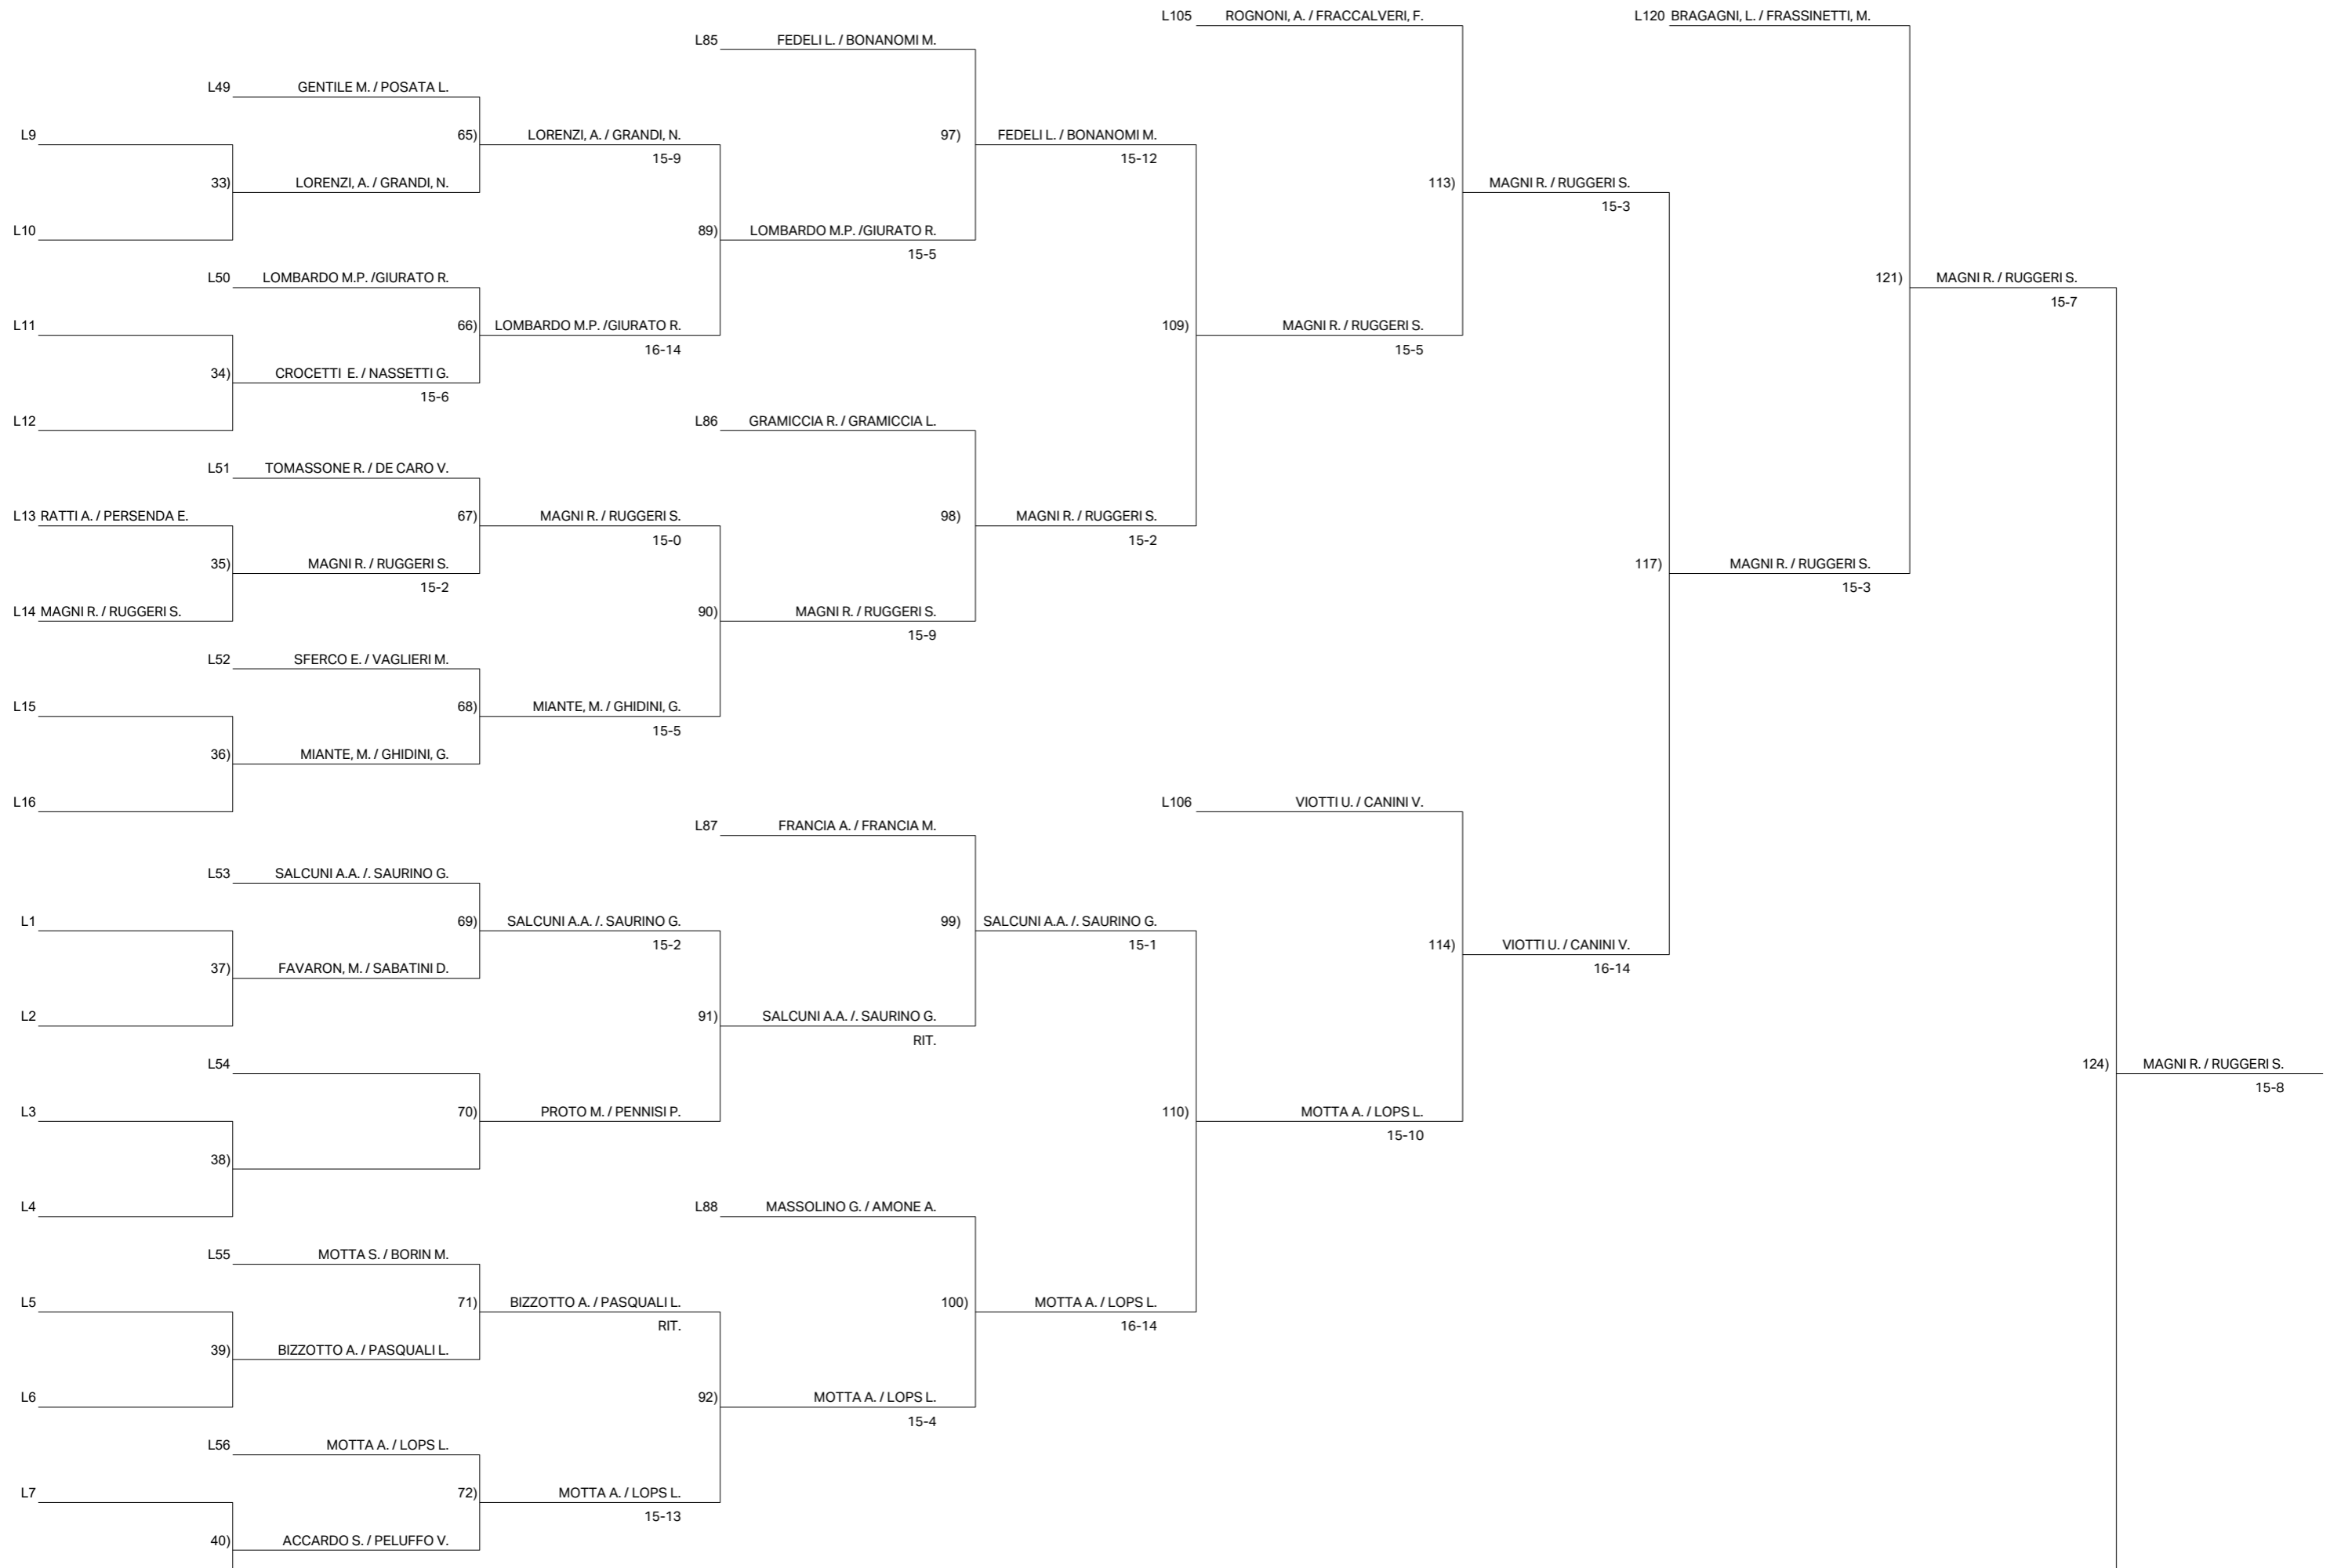 L105 ROGNONI, A. / FRACCALVERI, F. L120 BRAGAGNI, L. / FRASSINETTI, M.
L85 FEDELI L. / BONANOMI M.
L49 GENTILE M. / POSATA L.
L9 65) LORENZI, A. / GRANDI, N. 97) FEDELI L. / BONANOMI M.
15-9 15-12
33) LORENZI, A. / GRANDI, N. 113) MAGNI R. / RUGGERI S.
15-3
L10 89) LOMBARDO M.P. /GIURATO R.
15-5
L50 LOMBARDO M.P. /GIURATO R. 121) MAGNI R. / RUGGERI S.
15-7
L11 66) LOMBARDO M.P. /GIURATO R. 109) MAGNI R. / RUGGERI S.
16-14 15-5
34) CROCETTI E. / NASSETTI G.
15-6
L12 L86 GRAMICCIA R. / GRAMICCIA L.
L51 TOMASSONE R. / DE CARO V.
L13 RATTI A. / PERSENDA E. 67) MAGNI R. / RUGGERI S. 98) MAGNI R. / RUGGERI S.
15-0 15-2
35) MAGNI R. / RUGGERI S. 117) MAGNI R. / RUGGERI S.
15-2 15-3
L14 MAGNI R. / RUGGERI S. 90) MAGNI R. / RUGGERI S.
15-9
L52 SFERCO E. / VAGLIERI M.
L15 68) MIANTE, M. / GHIDINI, G.
15-5
36) MIANTE, M. / GHIDINI, G.
L16 L106 VIOTTI U. / CANINI V.
L87 FRANCIA A. / FRANCIA M.
L53 SALCUNI A.A. /. SAURINO G.
L1 69) SALCUNI A.A. /. SAURINO G. 99) SALCUNI A.A. /. SAURINO G.
15-2 15-1
114) VIOTTI U. / CANINI V.
16-14
37) FAVARON, M. / SABATINI D.
L2 91) SALCUNI A.A. /. SAURINO G.
RIT.
L54 124) MAGNI R. / RUGGERI S.
15-8
L3 70) PROTO M. / PENNISI P. 110) MOTTA A. / LOPS L.
15-10
38)
L4 L88 MASSOLINO G. / AMONE A.
L55 MOTTA S. / BORIN M.
L5 71) BIZZOTTO A. / PASQUALI L. 100) MOTTA A. / LOPS L.
RIT. 16-14
39) BIZZOTTO A. / PASQUALI L.
L6 92) MOTTA A. / LOPS L.
15-4
L56 MOTTA A. / LOPS L.
L7 72) MOTTA A. / LOPS L.
15-13
40) ACCARDO S. / PELUFFO V.